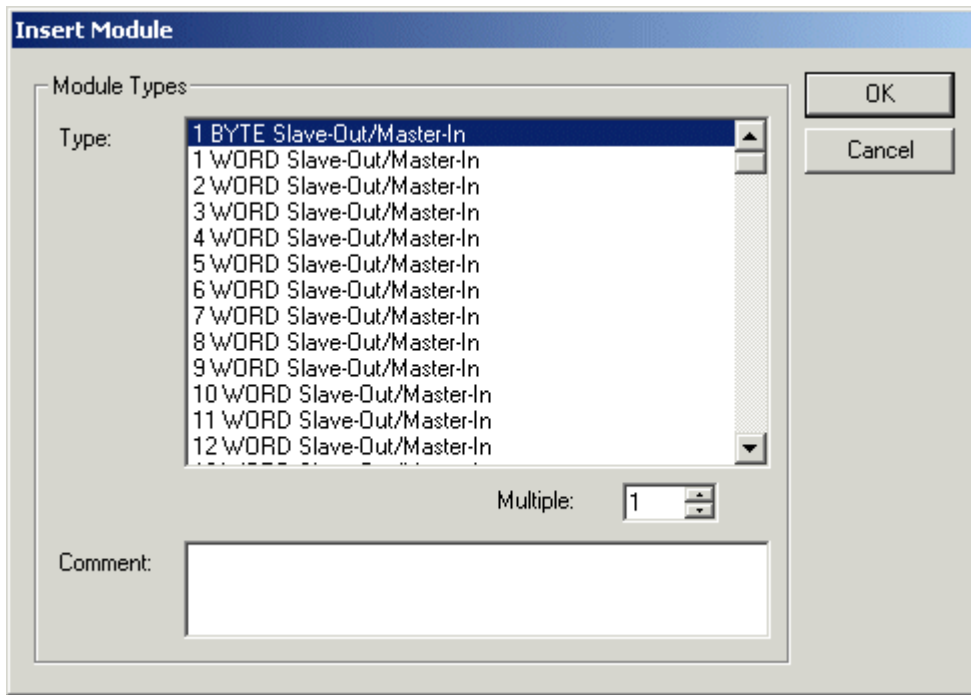 Insert Module
Module Types
OK
Type:
1 BYTE Slave-Out/Master-In
Cancel
1 WORD Slave-Out/Master-In
2 WORD Slave-Out/Master-In
3 WORD Slave-Out/Master-In
4 WORD Slave-Out/Master-In
5 WORD Slave-Out/Master-In
6 WORD Slave-Out/Master-In
7 WORD Slave-Out/Master-In
8 WORD Slave-Out/Master-In
9 WORD Slave-Out/Master-In
10 WORD Slave-Out/Master-In
11 WORD Slave-Out/Master-In
12 WORD Slave-Out/Master-In
Multiple:
1
Comment: